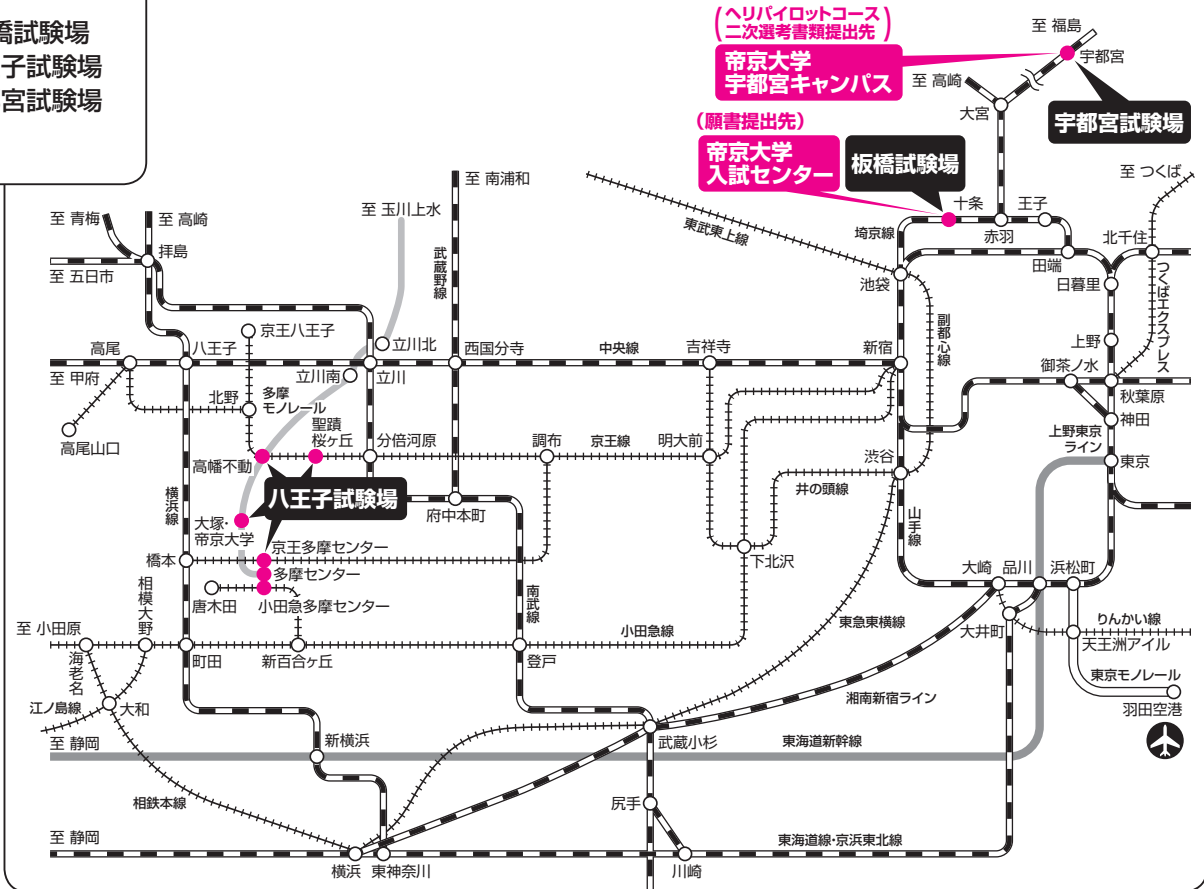 橋試験場
子試験場
宮試験場
(ヘリパイロットコース
二次選考書類提出先)
帝京大学
宇都宮キャンパス
至 福島
宇都宮
至 高崎
大宮
宇都宮試験場
(願書提出先)
帝京大学
入試センター
板橋試験場
至 つくば
十条
王子
赤羽
埼京線
田端
北千住
日暮里
つくばエクスプレス
東武東上線
池袋
副都心線
上野
御茶ノ水
秋葉原
神田
上野東京
ライン
東京
至 南浦和
至 玉川上水
武蔵野線
至 青梅
至 高崎
拝島
至 五日市
京王八王子
立川北
高尾
八王子
西国分寺
中央線
吉祥寺
新宿
至 甲府
立川南
立川
北野
多摩
モノレール
聖蹟
桜ヶ丘
高尾山口
高幡不動
分倍河原
調布
京王線
明大前
渋谷
井の頭線
八王子試験場
横浜線
府中本町
山手線
大塚・
帝京大学
橋本
京王多摩センター
多摩センター
下北沢
唐木田
小田急多摩センター
南武線
大崎
品川
浜松町
相模大野
至 小田原
海老名
町田
新百合ヶ丘
登戸
小田急線
東急東横線
大井町
りんかい線
天王洲アイル
東京モノレール
羽田空港
江ノ島線
大和
湘南新宿ライン
至 静岡
新横浜
武蔵小杉
東海道新幹線
相鉄本線
尻手
至 静岡
東海道線・京浜東北線
横浜
東神奈川
川崎